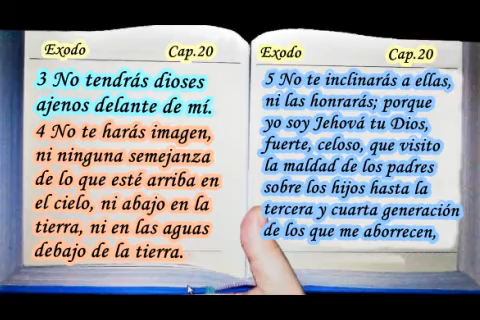 Exodo Cap.20
3 No tendrás dioses
ajenos delante de mí.
4 No te harás imagen,
ni ninguna semejanza
de lo que esté arriba en
el cielo, ni abajo en la
tierra, ni en las aguas
debajo de la tierra.
Exodo Cap.20
5 No te inclinarás a ellas,
ni las honrarás; porque
yo soy Jehová tu Dios,
fuerte, celoso, que visito
la maldad de los padres
sobre los hijos hasta la
tercera y cuarta generación
de los que me aborrecen,